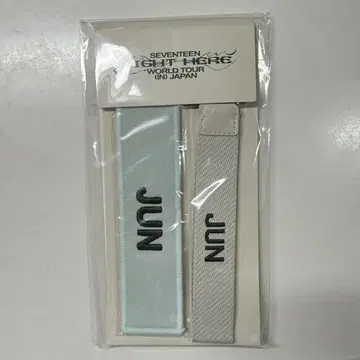 SEVENTEEN
RIGHT HERE
WORLD TOUR
(IN) JAPAN
JUN
JUN